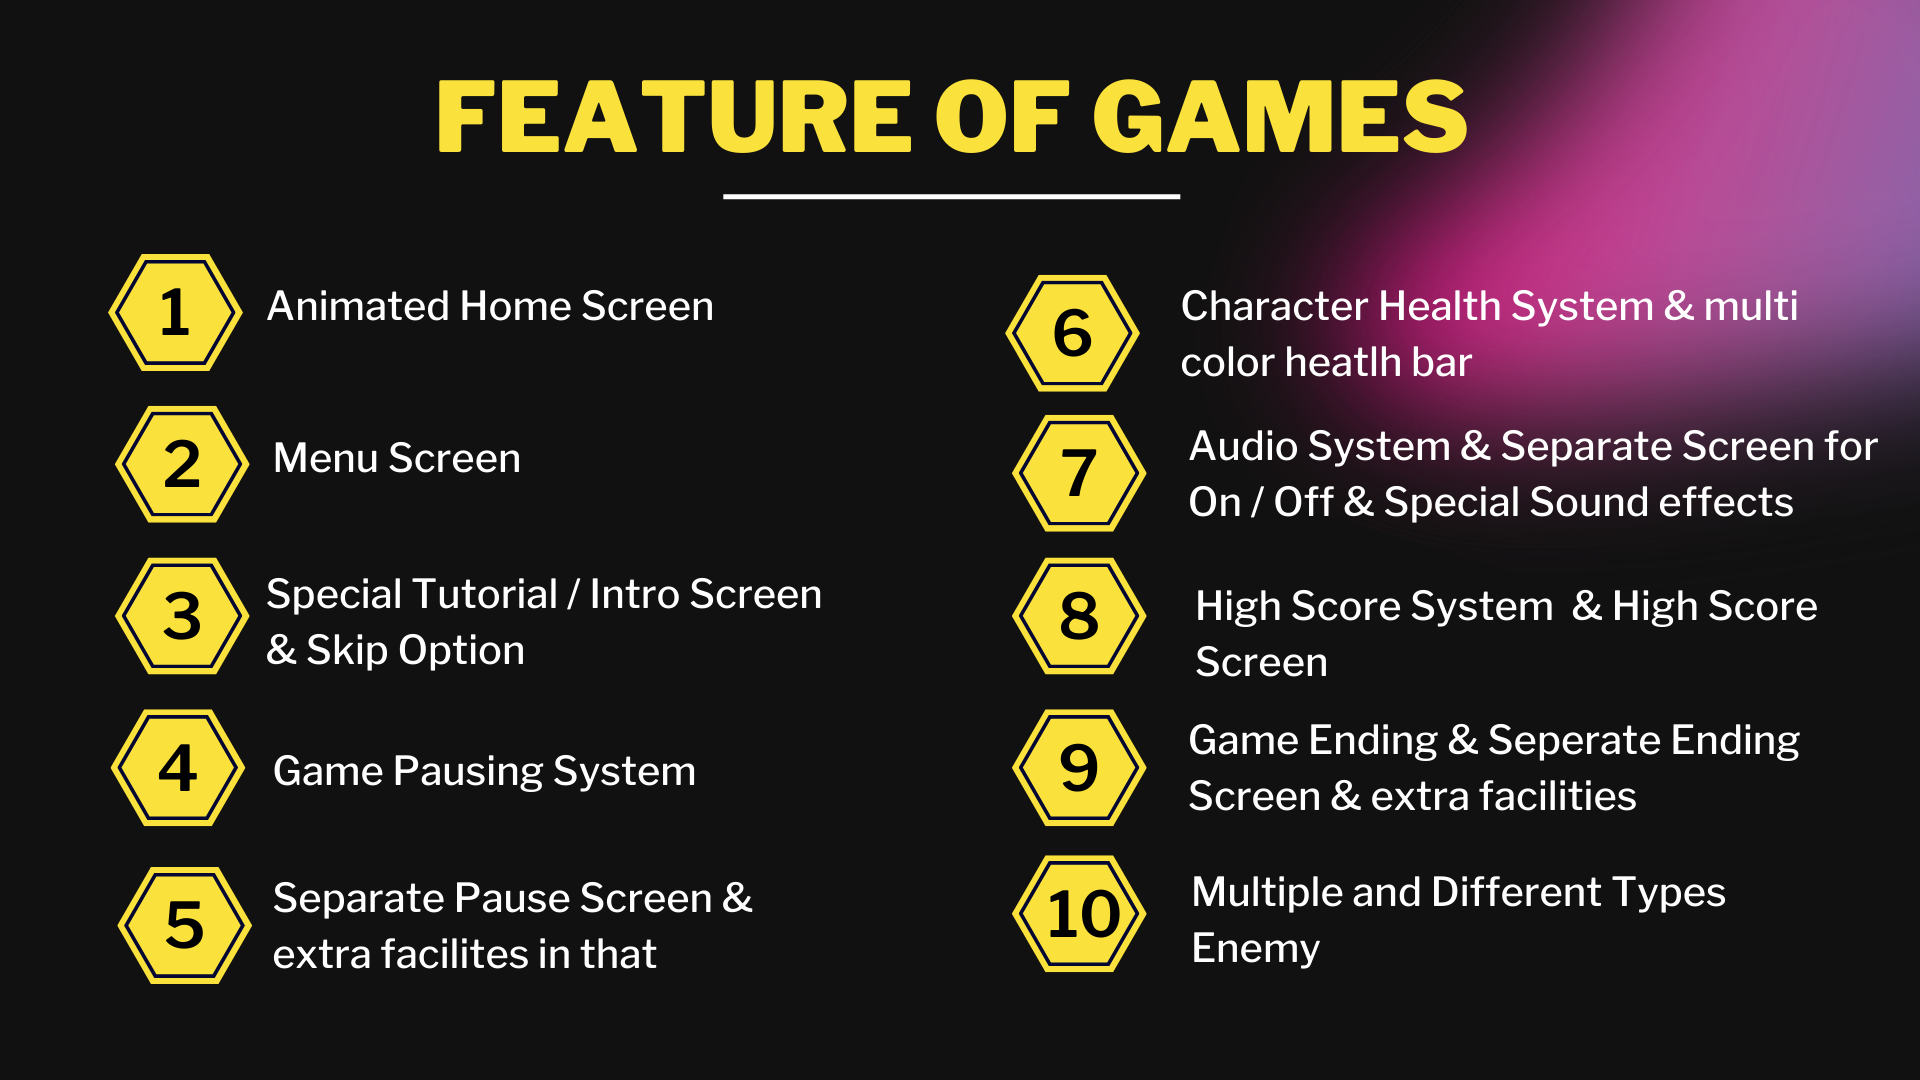 FEATURE OF GAMES
1
Animated Home Screen
2
Menu Screen
3
Special Tutorial / Intro Screen
& Skip Option
4
Game Pausing System
5
Separate Pause Screen &
extra facilites in that
6
Character Health System & multi
color heatlh bar
7
Audio System & Separate Screen for
On / Off & Special Sound effects
8
High Score System  & High Score
Screen
9
Game Ending & Seperate Ending
Screen & extra facilities
10
Multiple and Different Types
Enemy